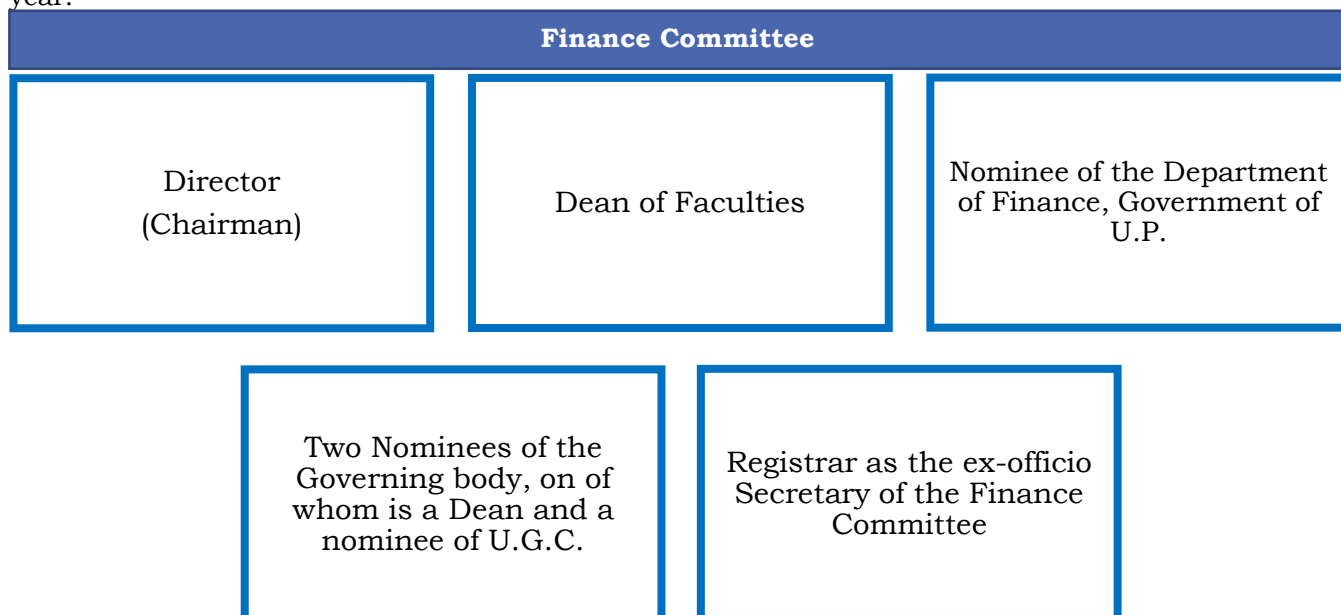 year.
Finance Committee
Director
(Chairman)
Dean of Faculties
Nominee of the Department
of Finance, Government of
U.P.
Two Nominees of the
Governing body, on of
whom is a Dean and a
nominee of U.G.C.
Registrar as the ex-officio
Secretary of the Finance
Committee